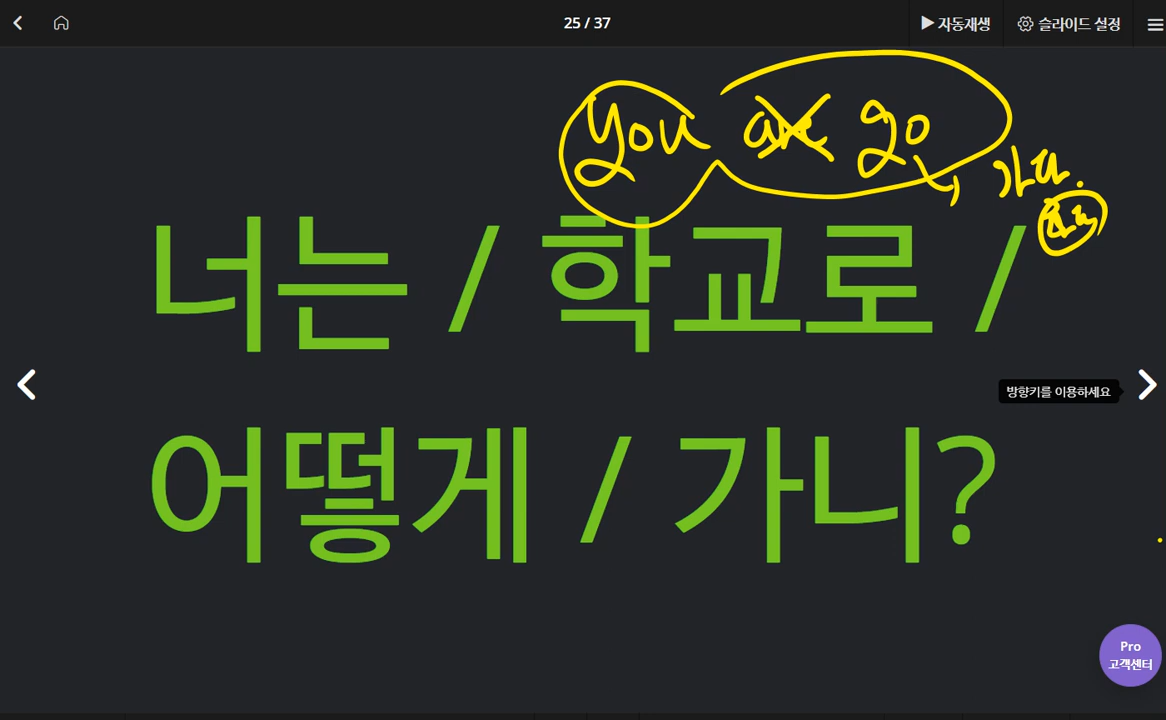 25 / 37
자동재생
슬라이드 설정
you are go
가니
너는 / 학교로 /
방향키를 이용하세요
어떻게 / 가니?
Pro
고객센터